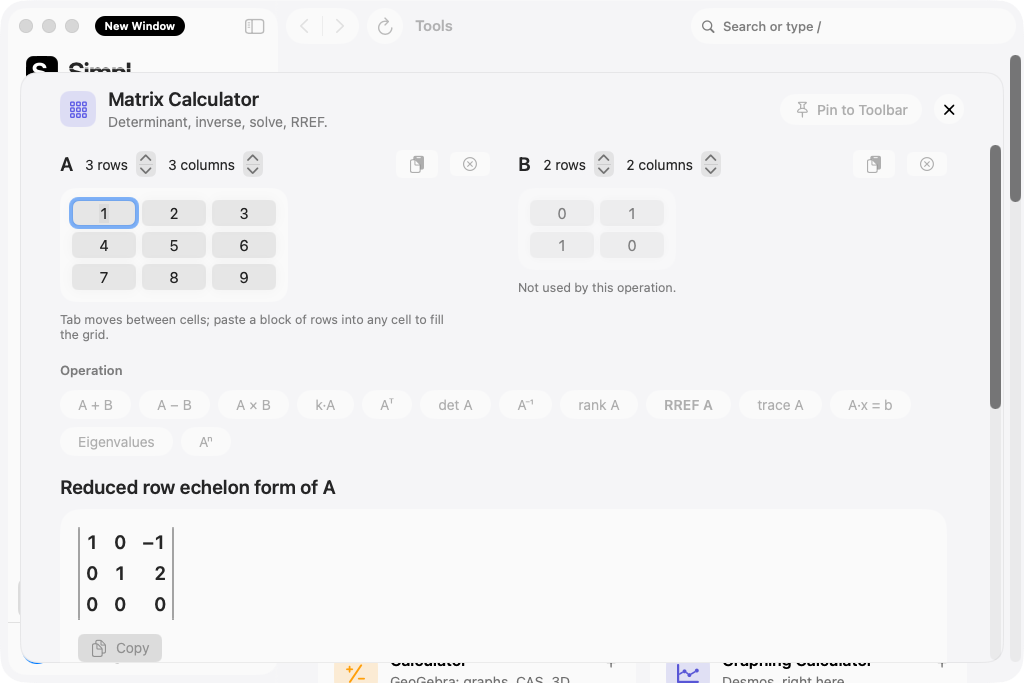 New Window
Tools
Search or type /
Simpl
Matrix Calculator
Determinant, inverse, solve, RREF.
Pin to Toolbar
A 3 rows 3 columns
B 2 rows 2 columns
1 2 3
4 5 6
7 8 9
0 1
1 0
Not used by this operation.
Tab moves between cells; paste a block of rows into any cell to fill
the grid.
Operation
A + B A − B A × B k·A Aᵀ det A A⁻¹ rank A RREF A trace A A·x = b
Eigenvalues Aⁿ
Reduced row echelon form of A
1 0 −1
0 1 2
0 0 0
Copy
Calculator
Graphing Calculator
GeoGebra: graphs, CAS, 3D
Desmos, right here